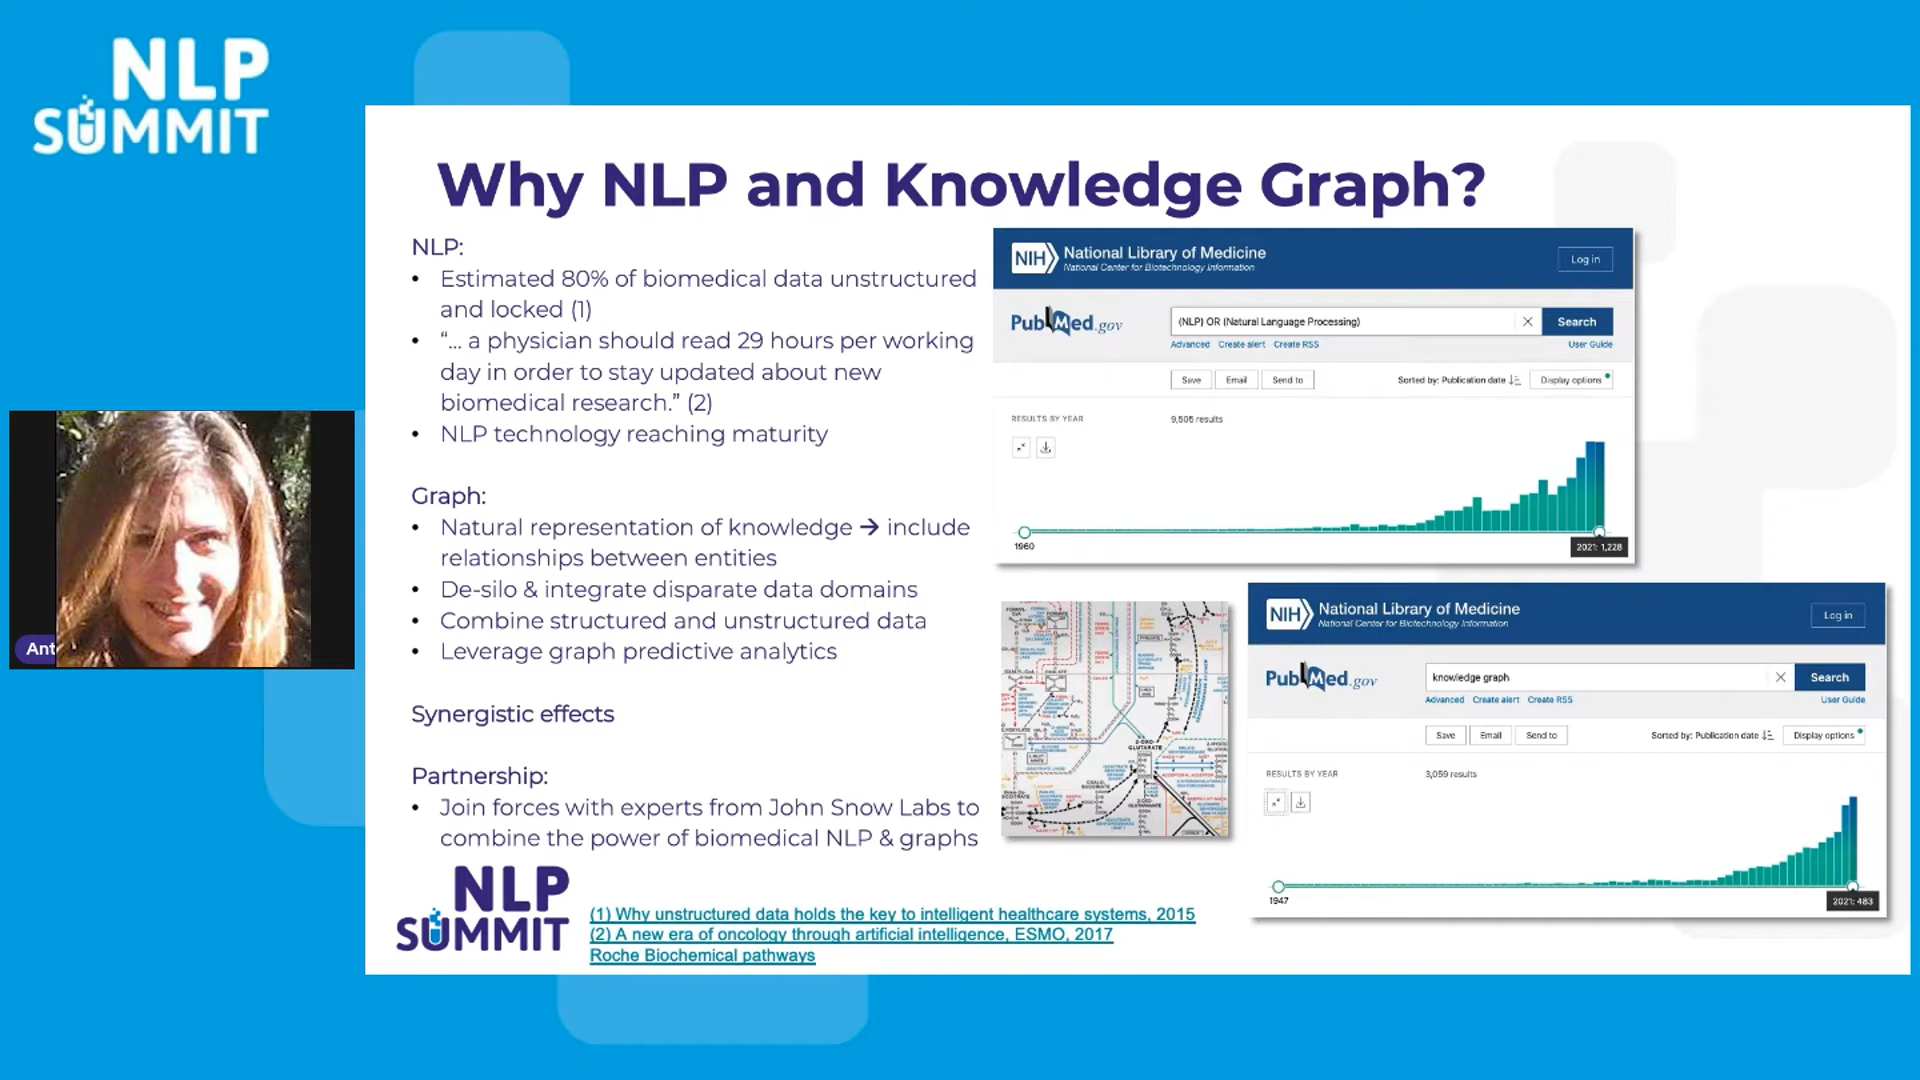 NLP
SUMMIT
Why NLP and Knowledge Graph?
NLP:
• Estimated 80% of biomedical data unstructured
and locked (1)
• “... a physician should read 29 hours per working
day in order to stay updated about new
biomedical research.” (2)
• NLP technology reaching maturity
Graph:
• Natural representation of knowledge → include
relationships between entities
• De-silo & integrate disparate data domains
• Combine structured and unstructured data
• Leverage graph predictive analytics
Synergistic effects
Partnership:
• Join forces with experts from John Snow Labs to
combine the power of biomedical NLP & graphs
NLP
SUMMIT
(1) Why unstructured data holds the key to intelligent healthcare systems, 2015
(2) A new era of oncology through artificial intelligence, ESMO, 2017
Roche Biochemical pathways
NIH National Library of Medicine
National Center for Biotechnology Information
Log in
PubMed.gov
(NLP) OR (Natural Language Processing)
Search
Advanced Create alert Create RSS
User Guide
Save Email Send to
Sorted by: Publication date
Display options
RESULTS BY YEAR
9,505 results
1960
2021: 1,228
NIH National Library of Medicine
National Center for Biotechnology Information
Log in
PubMed.gov
knowledge graph
Search
Advanced Create alert Create RSS
User Guide
Save Email Send to
Sorted by: Publication date
Display options
RESULTS BY YEAR
3,059 results
1947
2021: 483
2-OXO-
GLUTARATE
Ant